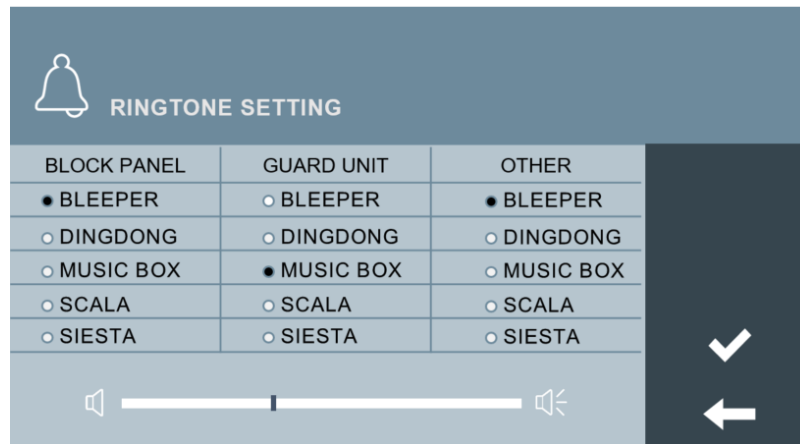 RINGTONE SETTING
BLOCK PANEL GUARD UNIT OTHER
BLEEPER BLEEPER BLEEPER
DINGDONG DINGDONG DINGDONG
MUSIC BOX MUSIC BOX MUSIC BOX
SCALA SCALA SCALA
SIESTA SIESTA SIESTA